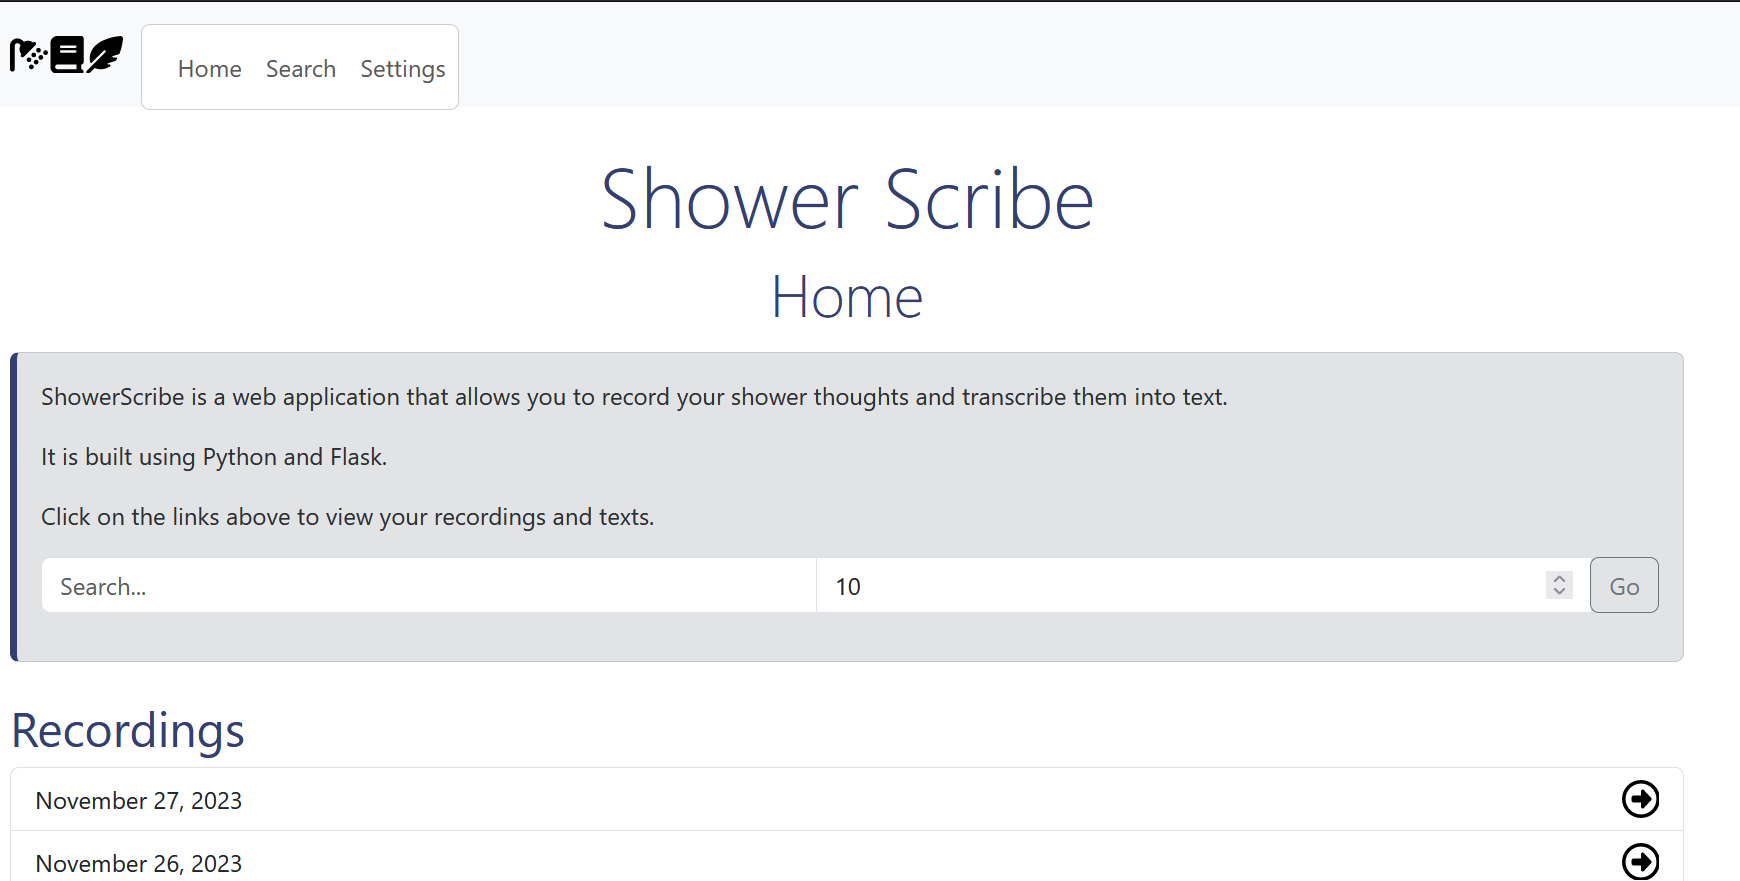 Home Search Settings
Shower Scribe
Home
ShowerScribe is a web application that allows you to record your shower thoughts and transcribe them into text.
It is built using Python and Flask.
Click on the links above to view your recordings and texts.
Search... 10 Go
Recordings
November 27, 2023
November 26, 2023